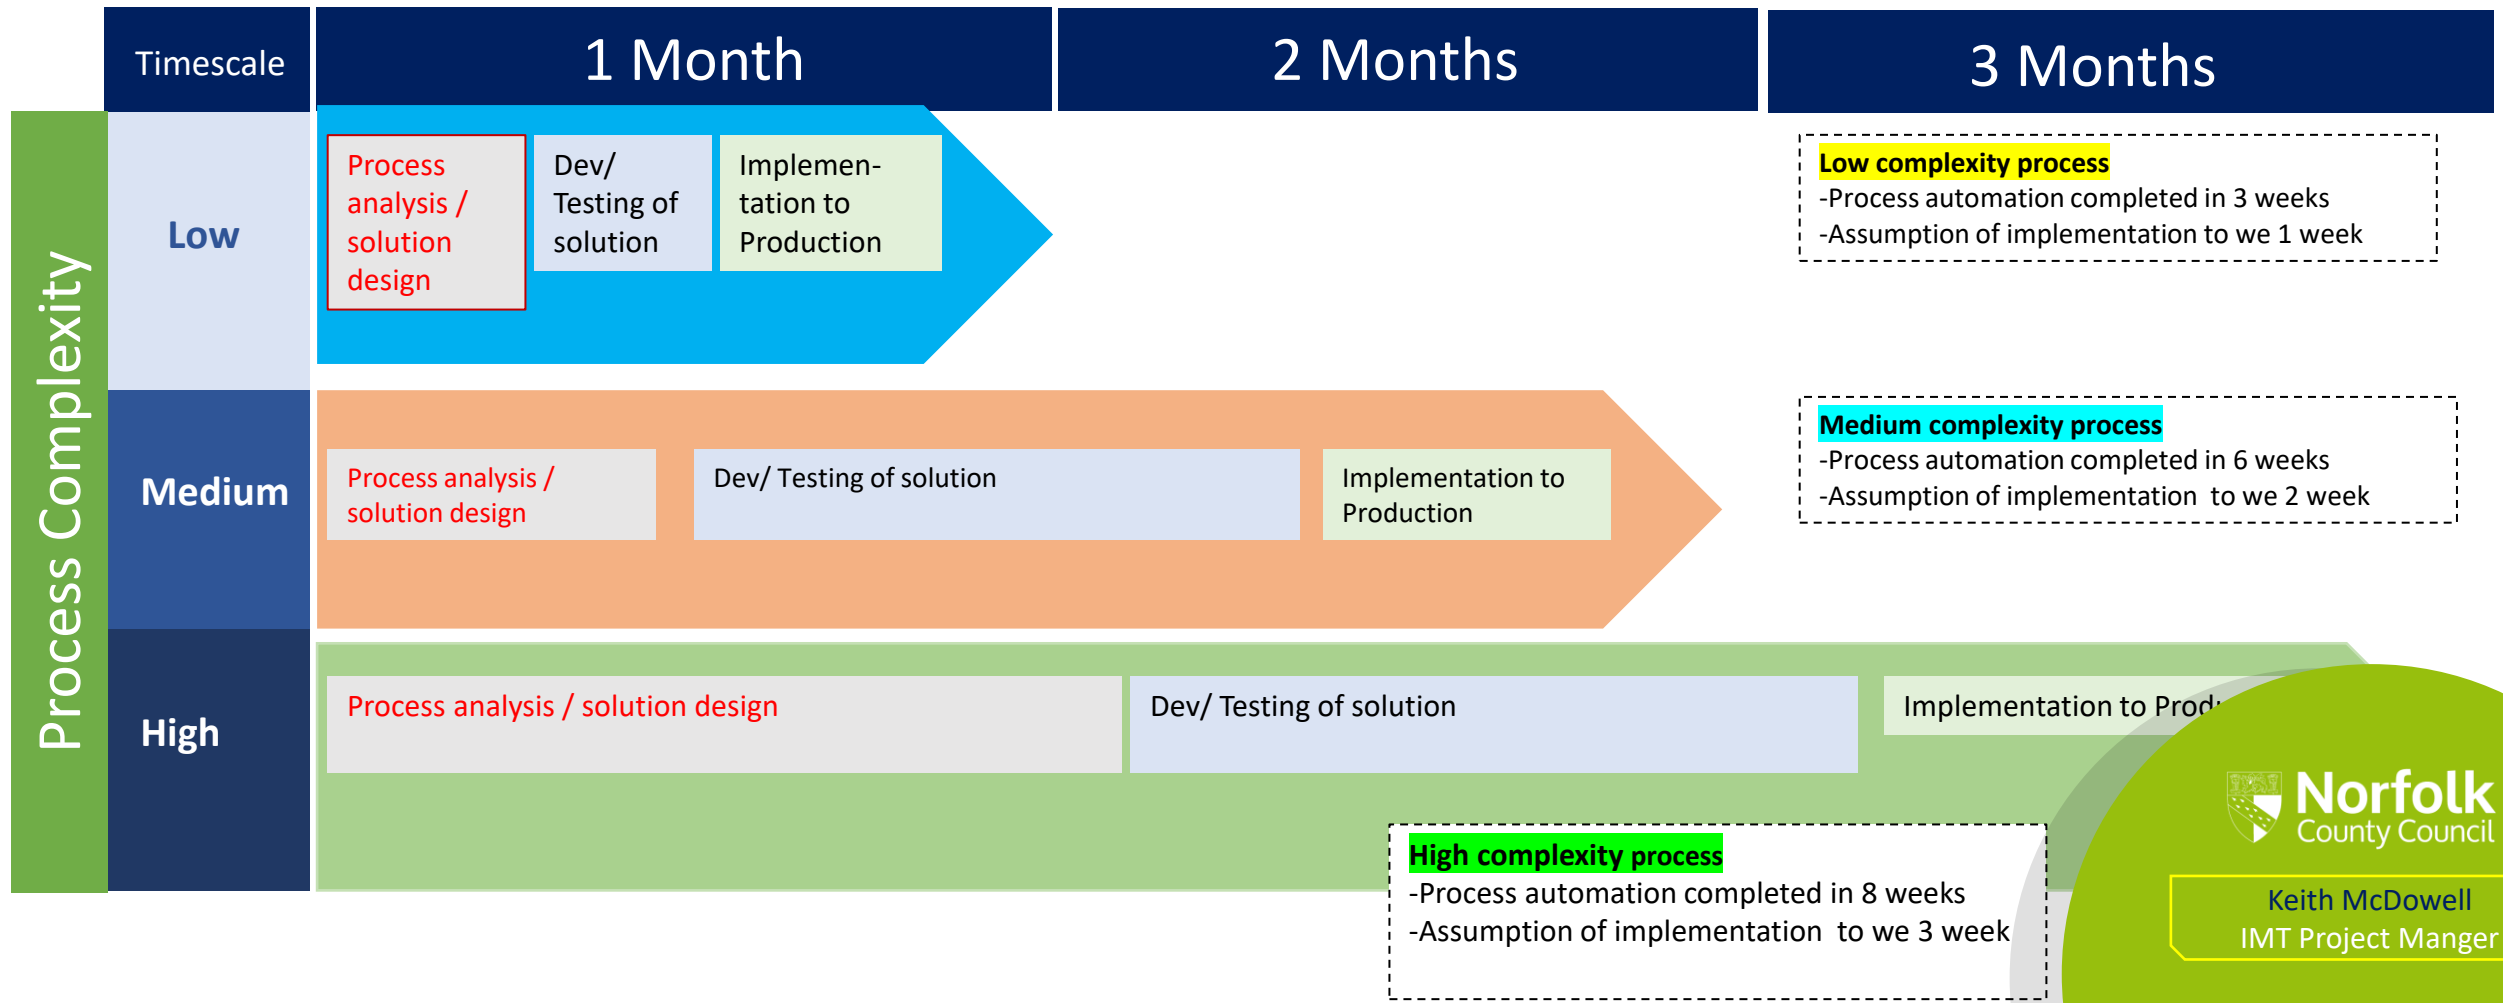 Timescale
1 Month
2 Months
3 Months
Process Complexity
Low
Process
analysis /
solution
design
Dev/
Testing of
solution
Implemen-
tation to
Production
Low complexity process
-Process automation completed in 3 weeks
-Assumption of implementation to we 1 week
Medium
Process analysis /
solution design
Dev/ Testing of solution
Implementation to
Production
Medium complexity process
-Process automation completed in 6 weeks
-Assumption of implementation  to we 2 week
High
Process analysis / solution design
Dev/ Testing of solution
Implementation to
High complexity process
-Process automation completed in 8 weeks
-Assumption of implementation  to we 3 week
Norfolk
County Council
Keith McDowell
IMT Project Manger